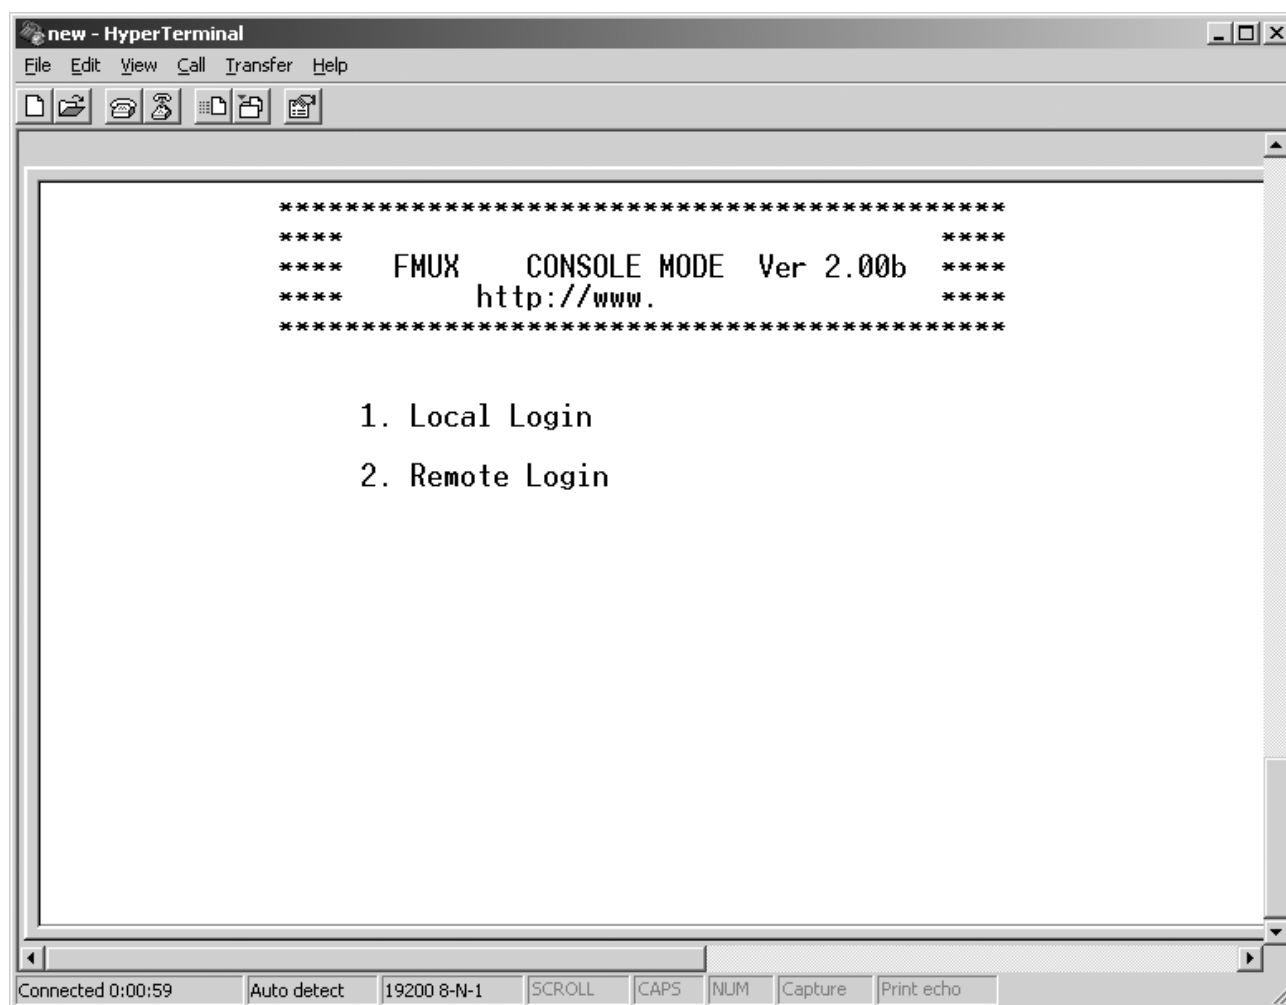 new - HyperTerminal
File Edit View Call Transfer Help
********************************************
**** ****
**** FMUX CONSOLE MODE Ver 2.00b ****
**** http://www. ****
********************************************
1. Local Login
2. Remote Login
Connected 0:00:59 Auto detect 19200 8-N-1 SCROLL CAPS NUM Capture Print echo